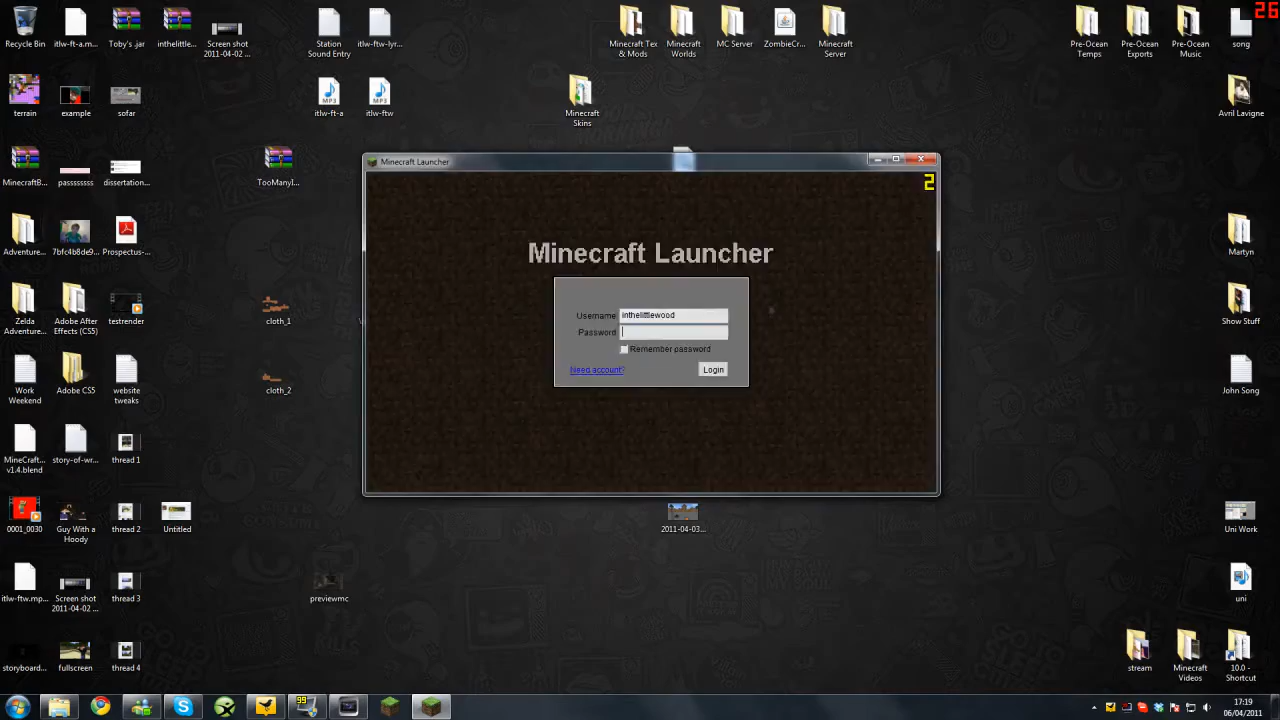 26
Recycle Bin
itlw-ft-a.m...
Toby's .jar
inthelittle...
Screen shot
2011-04-02 ...
Station
Sound Entry
itlw-ftw-lyr...
Minecraft Tex
& Mods
Minecraft
Worlds
MC Server
ZombieCr...
Minecraft
Server
Pre-Ocean
Temps
Pre-Ocean
Exports
Pre-Ocean
Music
song
terrain
example
sofar
MP3
itlw-ft-a
MP3
itlw-ftw
Minecraft
Skins
Avril Lavigne
MinecraftB...
passsssssss
dissertation...
TooManyI...
Adventure...
7bfc4b8de9...
Prospectus-...
Martyn
Zelda
Adventure...
Adobe After
Effects (CS5)
testrender
cloth_1
Show Stuff
Work
Weekend
Adobe CS5
website
tweaks
cloth_2
John Song
MineCraft...
v1.4.blend
story-of-wr...
thread 1
0001_0030
Guy With a
Hoody
thread 2
Untitled
2011-04-03...
Uni Work
itlw-ftw.mp...
Screen shot
2011-04-02 ...
thread 3
previewmc
uni
storyboard...
fullscreen
thread 4
stream
Minecraft
Videos
10.0 -
Shortcut
Minecraft Launcher
2
Minecraft Launcher
Username
inthelittlewood
Password
Remember password
Need account?
Login
99
17:19
06/04/2011